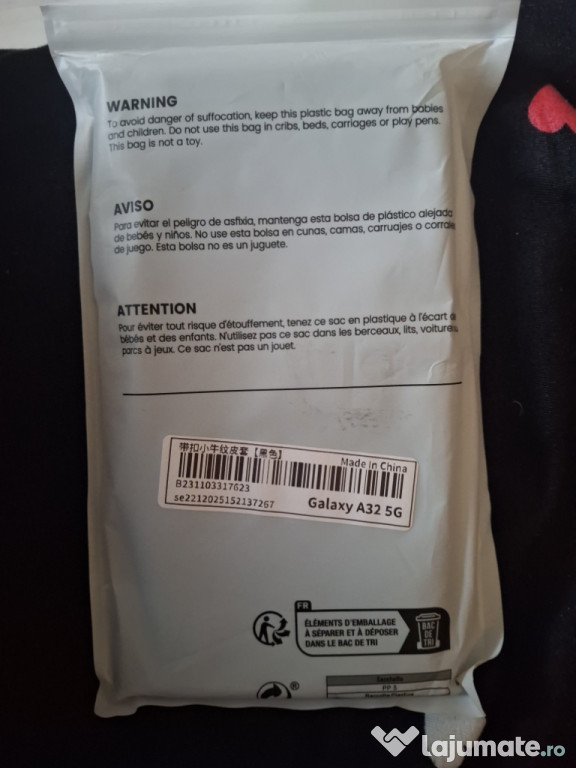 WARNING
To avoid danger of suffocation, keep this plastic bag away from babies
and children. Do not use this bag in cribs, beds, carriages or play pens.
This bag is not a toy.
AVISO
Para evitar el peligro de asfixia, mantenga esta bolsa de plástico alejada
de bebés y niños. No use esta bolsa en cunas, camas, carruajes o corrale
de juego. Esta bolsa no es un juguete.
ATTENTION
Pour éviter tout risque d'étouffement, tenez ce sac en plastique à l'écart d
bébés et des enfants. N'utilisez pas ce sac dans les berceaux, lits, voitures
parcs à jeux. Ce sac n'est pas un jouet.
带扣小牛纹皮套【黑色】
Made in China
B231103317623
se2212025152137267
Galaxy A32 5G
FR
ÉLÉMENTS D'EMBALLAGE
À SÉPARER ET À DÉPOSER
DANS LE BAC DE TRI
BAC
DE
TRI
®
PP 5
lajumate.ro